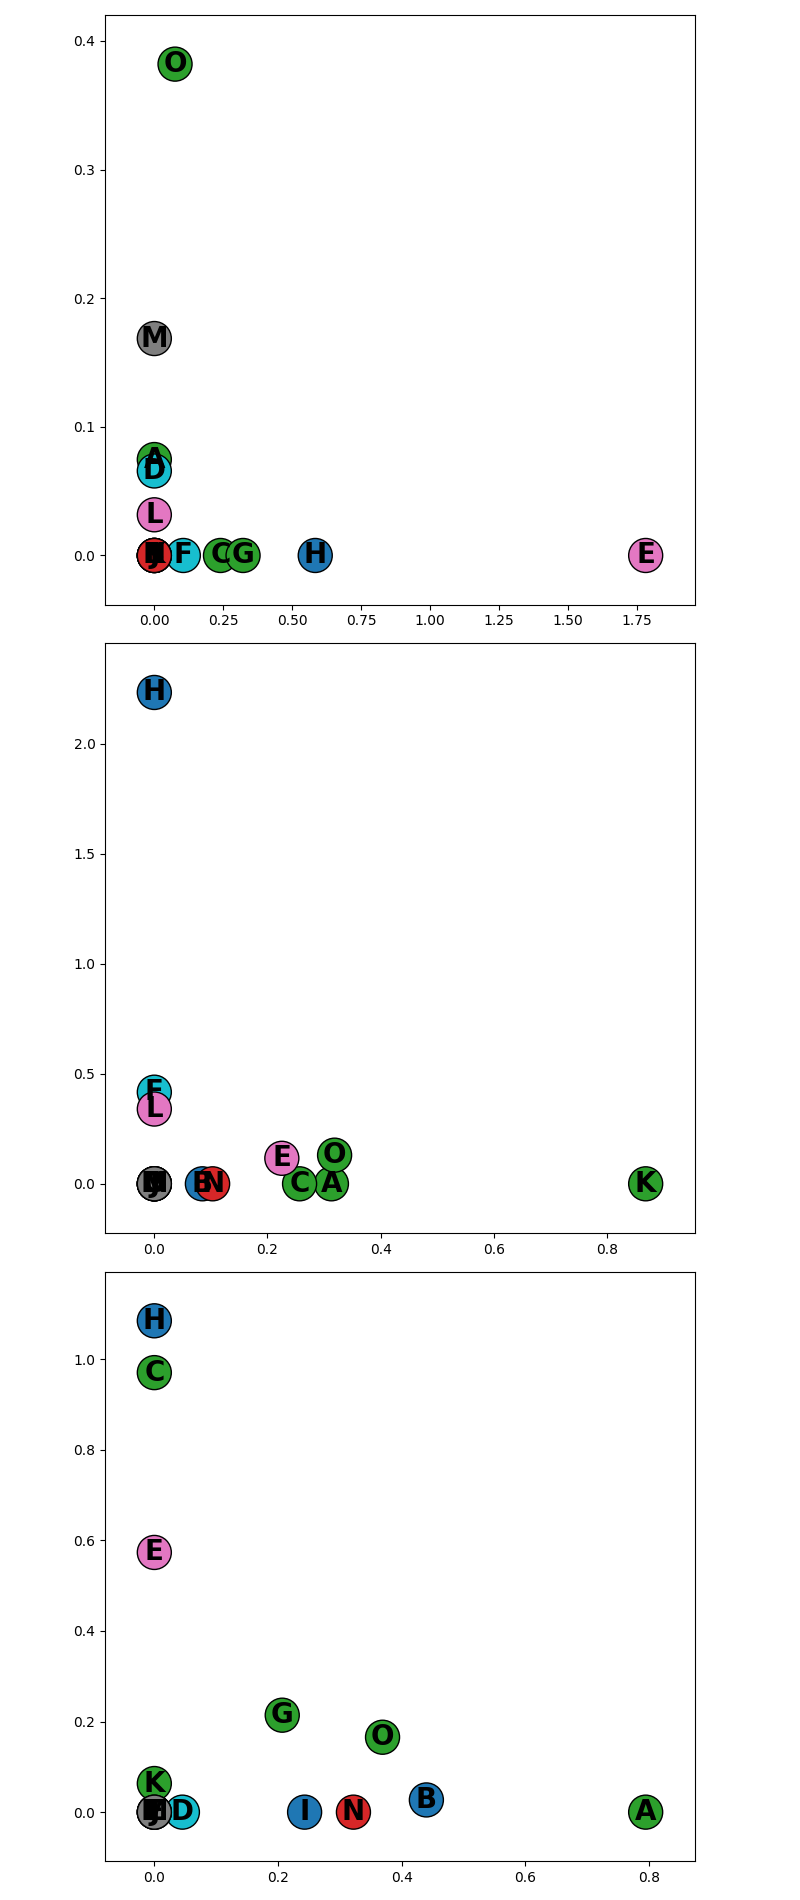 0.4
O
0.3
0.2
M
0.1
A
D
L
0.0
J F C G H E
0.00 0.25 0.50 0.75 1.00 1.25 1.50 1.75
H
2.0
1.5
1.0
0.5
F
L
E O
0.0
J B N C A K
0.0 0.2 0.4 0.6 0.8
H
1.0
C
0.8
0.6
E
0.4
0.2
G
O
K
B
0.0
J D I N A
0.0 0.2 0.4 0.6 0.8